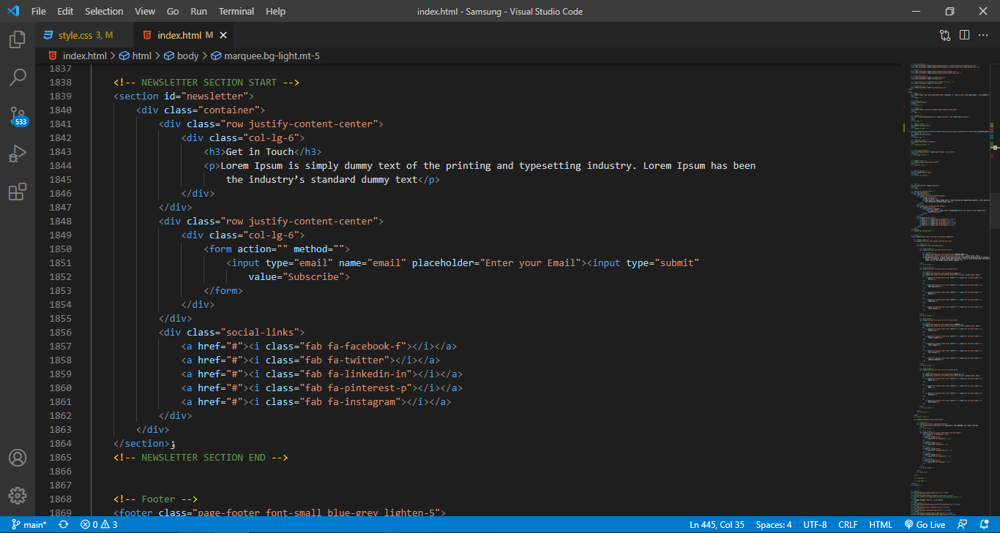 File Edit Selection View Go Run Terminal Help index.html - Samsung - Visual Studio Code
style.css 3, M index.html M
index.html > html > body > marquee.bg-light.mt-5
533
1837
1838 <!-- NEWSLETTER SECTION START -->
1839 <section id="newsletter">
1840 <div class="container">
1841 <div class="row justify-content-center">
1842 <div class="col-lg-6">
1843 <h3>Get in Touch</h3>
1844 <p>Lorem Ipsum is simply dummy text of the printing and typesetting industry. Lorem Ipsum has been
1845 the industry’s standard dummy text</p>
1846 </div>
1847 </div>
1848 <div class="row justify-content-center">
1849 <div class="col-lg-6">
1850 <form action="" method="">
1851 <input type="email" name="email" placeholder="Enter your Email"><input type="submit"
1852 value="Subscribe">
1853 </form>
1854 </div>
1855 </div>
1856 <div class="social-links">
1857 <a href="#"><i class="fab fa-facebook-f"></i></a>
1858 <a href="#"><i class="fab fa-twitter"></i></a>
1859 <a href="#"><i class="fab fa-linkedin-in"></i></a>
1860 <a href="#"><i class="fab fa-pinterest-p"></i></a>
1861 <a href="#"><i class="fab fa-instagram"></i></a>
1862 </div>
1863 </div>
1864 </section>;
1865 <!-- NEWSLETTER SECTION END -->
1866
1867
1868 <!-- Footer -->
1869 <footer class="page-footer font-small blue-grey lighten-5">
main* 0 3 Ln 445, Col 35 Spaces: 4 UTF-8 CRLF HTML Go Live